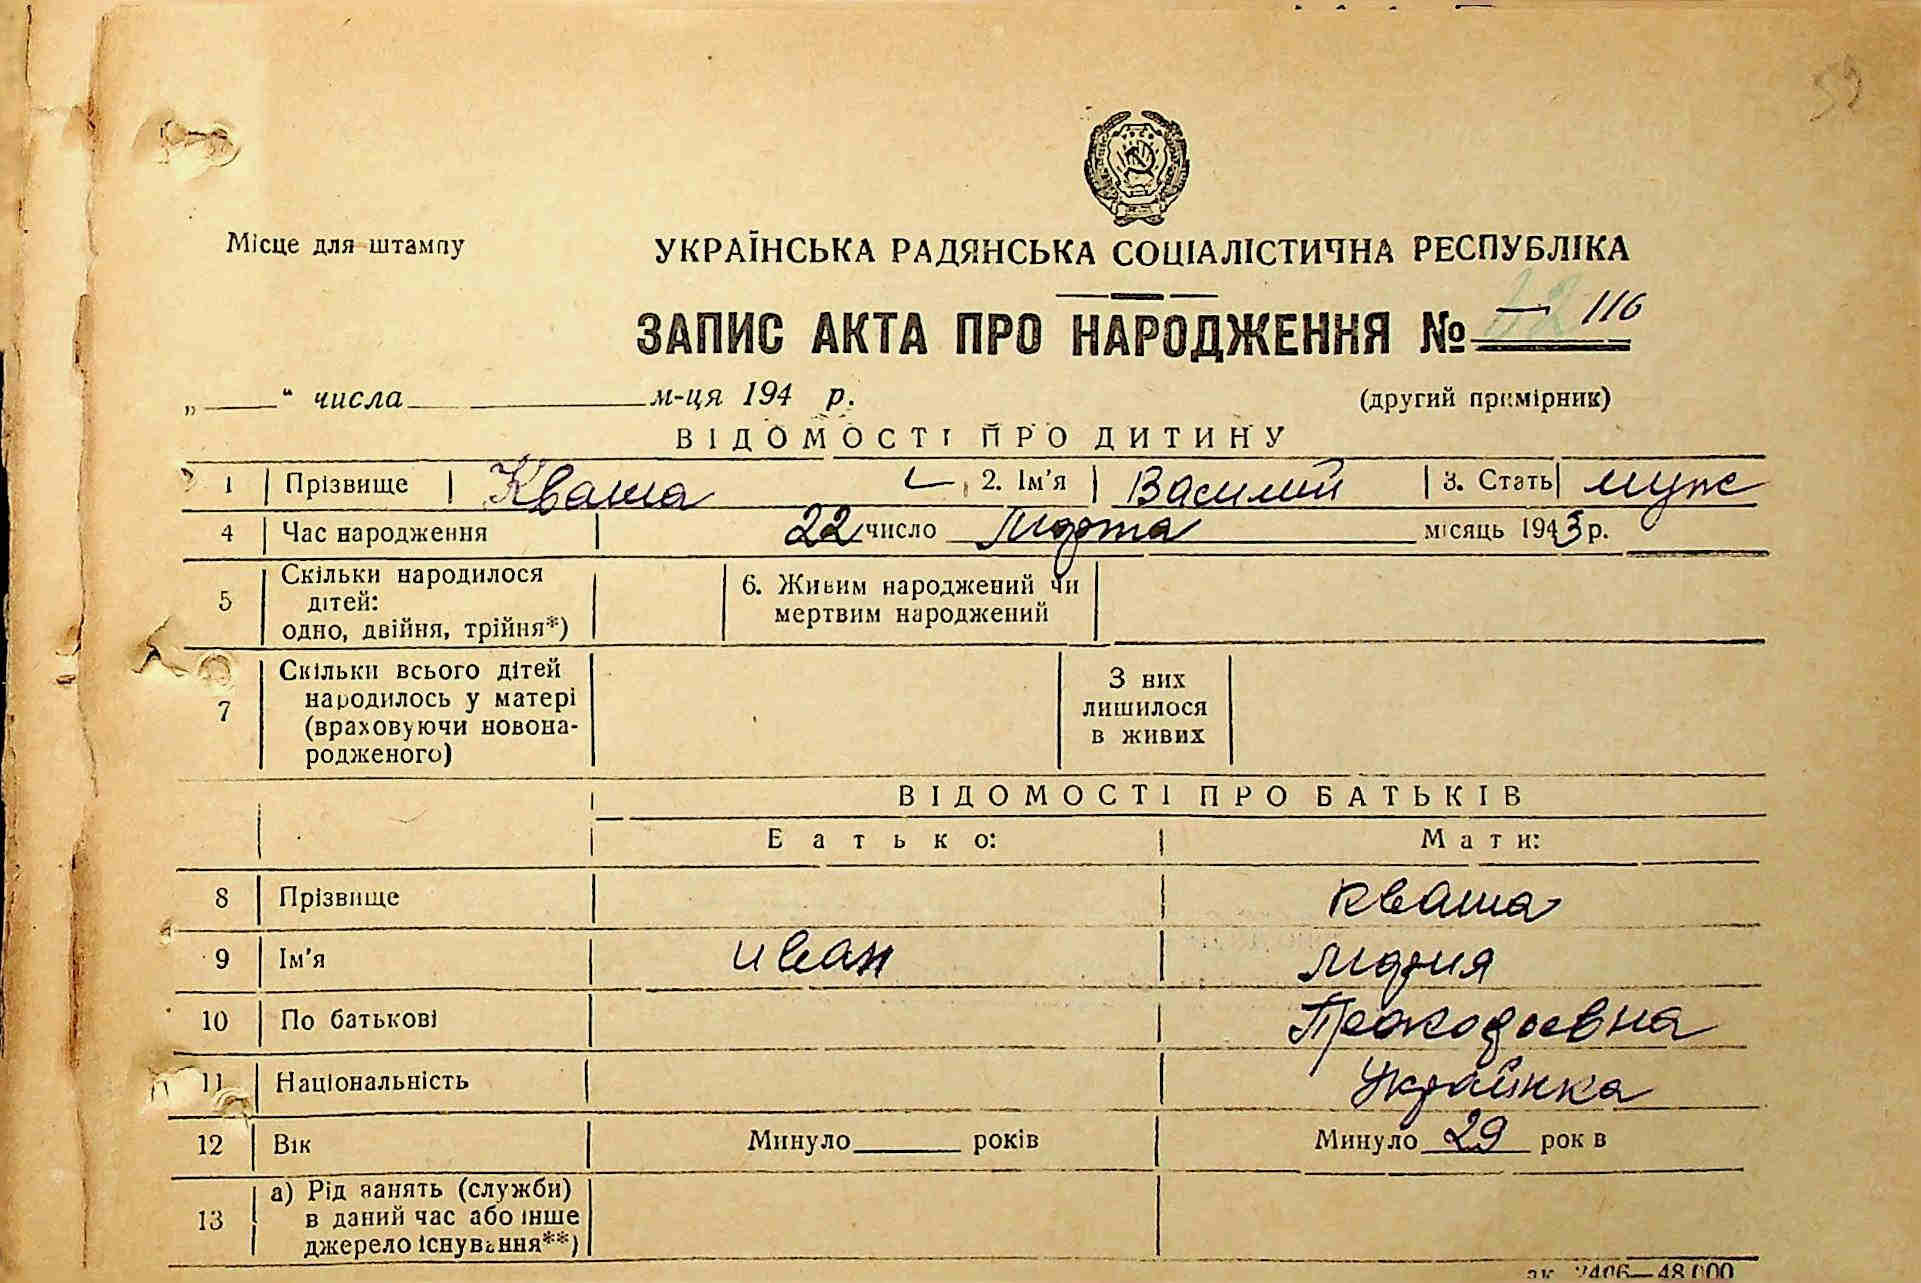 59
Місце для штампу
УКРАЇНСЬКА РАДЯНСЬКА СОЦІАЛІСТИЧНА РЕСПУБЛІКА
ЗАПИС АКТА ПРО НАРОДЖЕННЯ № 116
„ “ числа м-ця 194 р.
(другий примірник)
ВІДОМОСТІ ПРО ДИТИНУ
1 Прізвище Кваша 2. Ім'я Василий 3. Стать муж
4 Час народження 22 число Марта місяць 1943 р.
5 Скільки народилося дітей: одно, двійня, трійня*) 6. Живим народжений чи мертвим народжений
7 Скільки всього дітей народилось у матері (враховуючи новонародженого) З них лишилося в живих
ВІДОМОСТІ ПРО БАТЬКІВ
Батько: Мати:
8 Прізвище Кваша
9 Ім'я Иван Мария
10 По батькові Прокофьевна
11 Національність Украинка
12 Вік Минуло років Минуло 29 рок в
13 а) Рід занять (служби) в даний час або інше джерело існування**)
2406—48.000